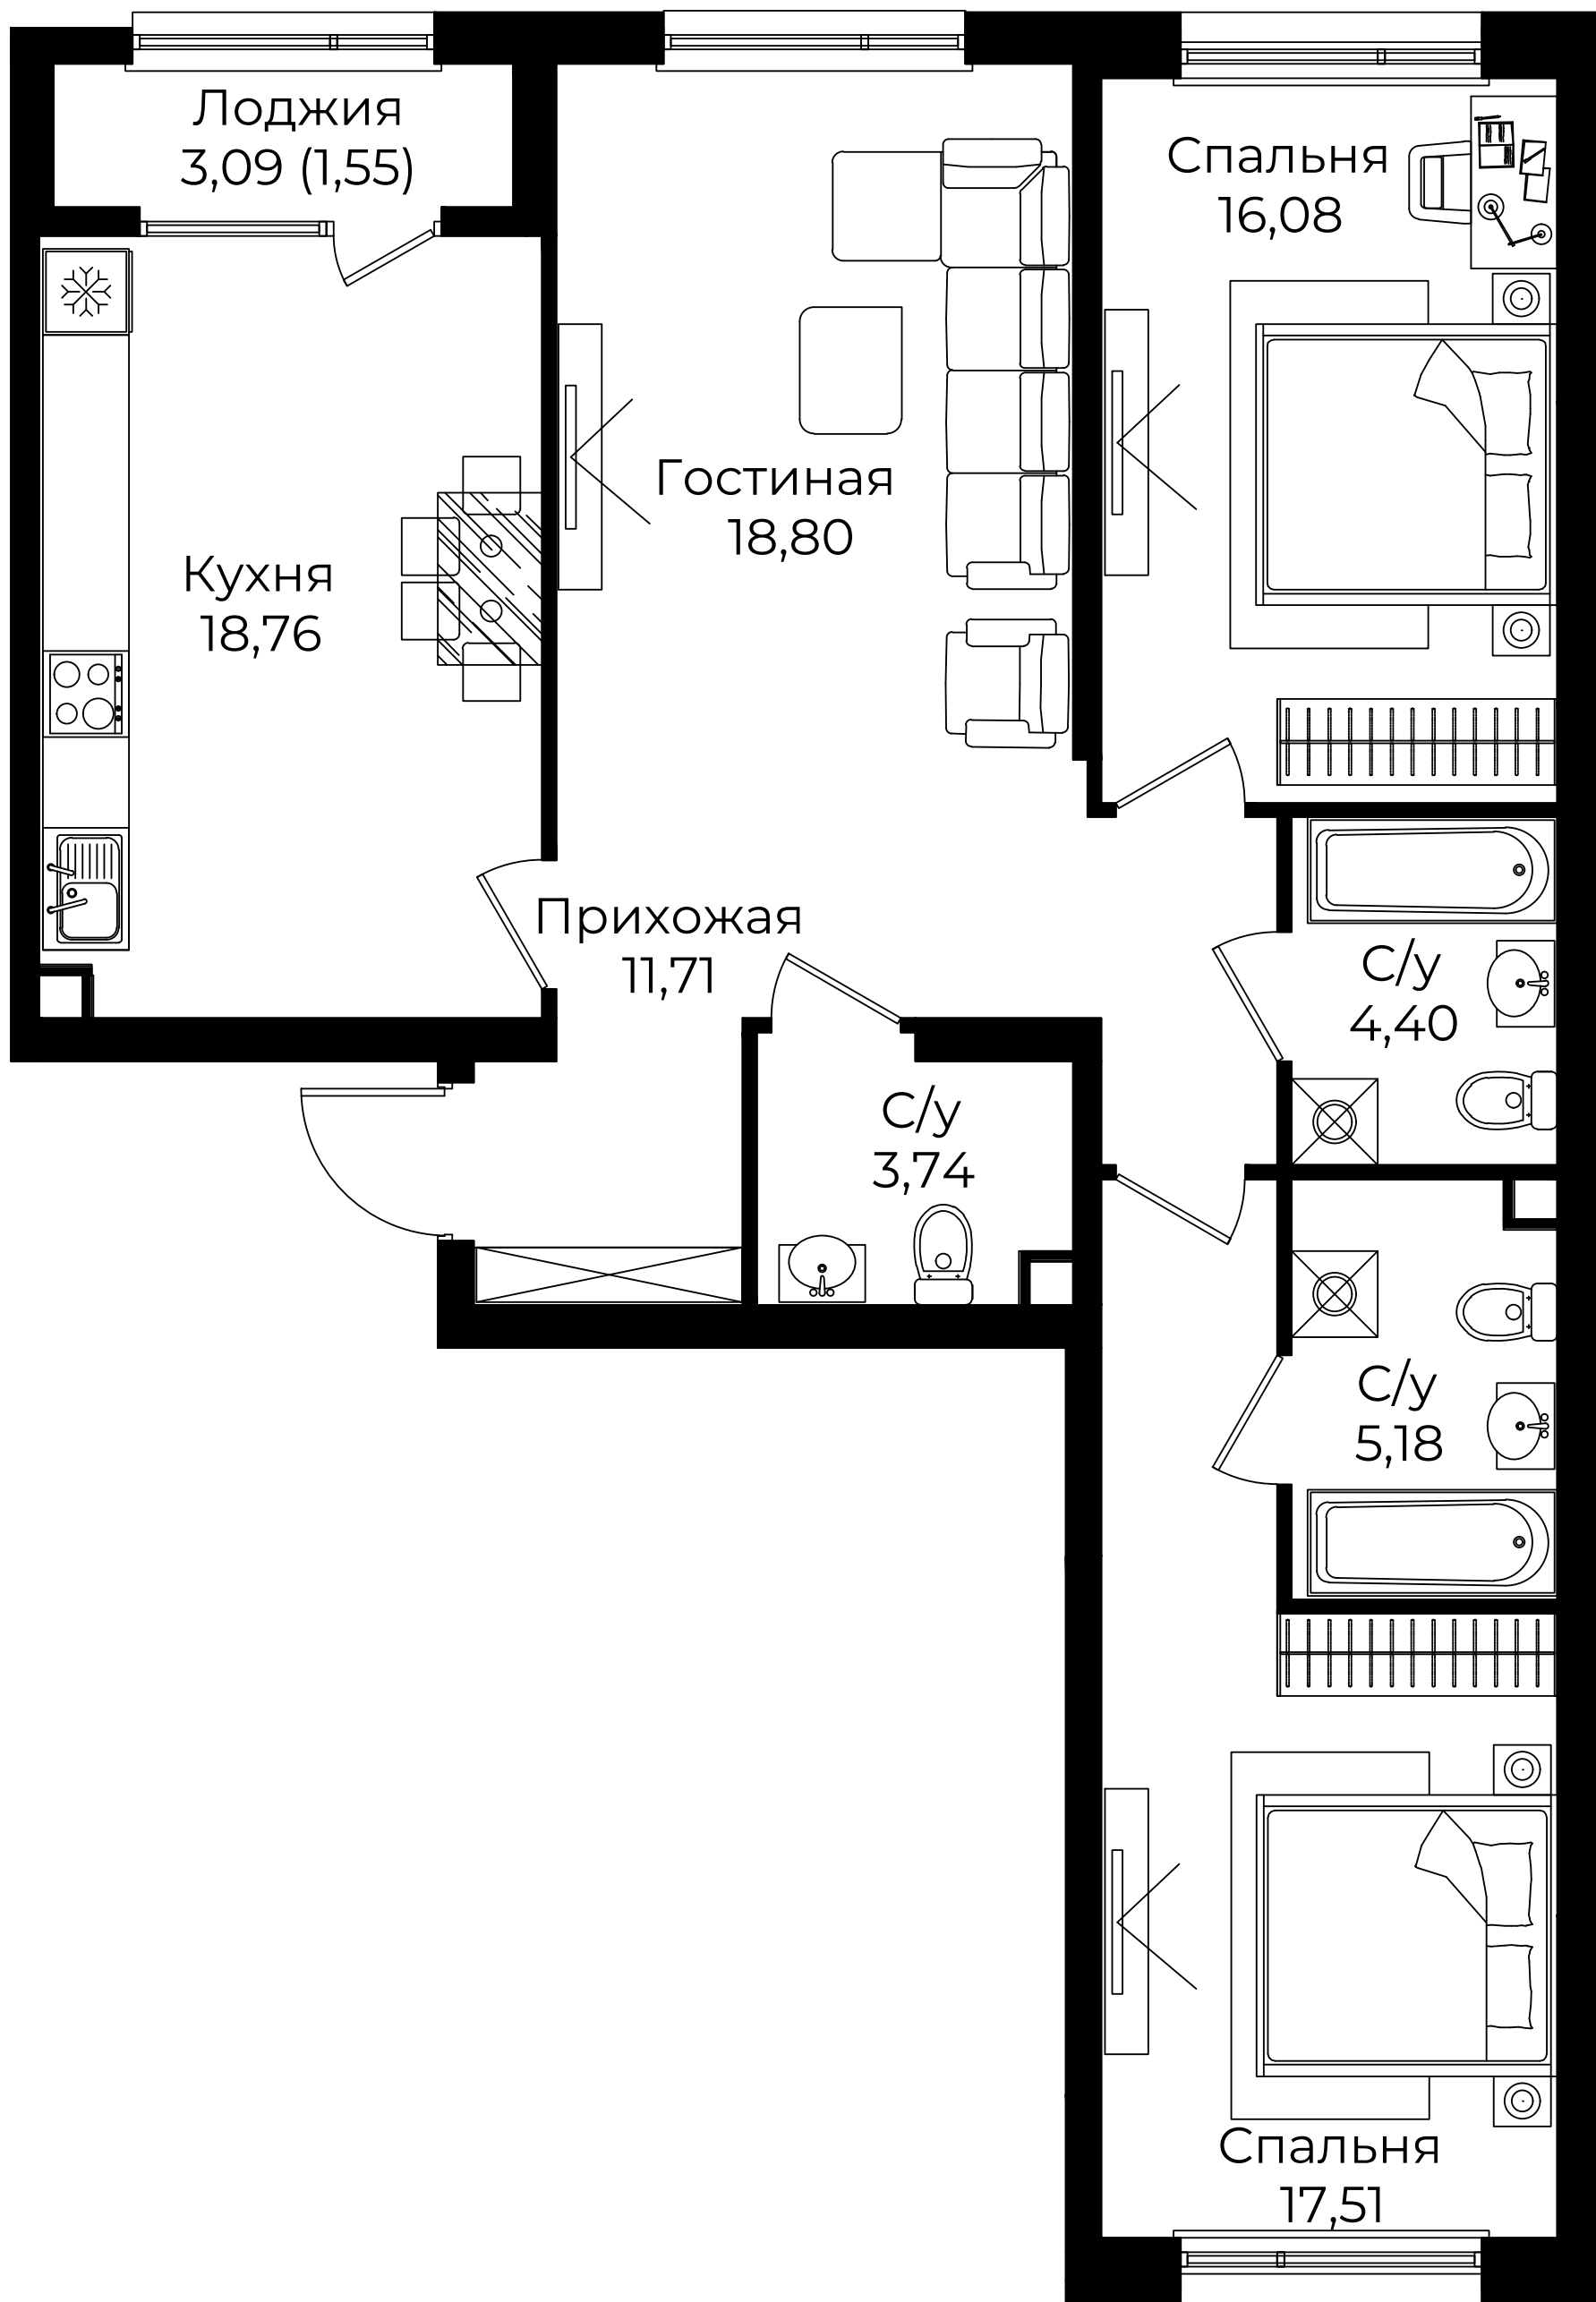 Лоджия
3,09 (1,55)
Спальня
16,08
Гостиная
18,80
Кухня
18,76
Прихожая
11,71
С/у
4,40
С/у
3,74
С/у
5,18
Спальня
17,51